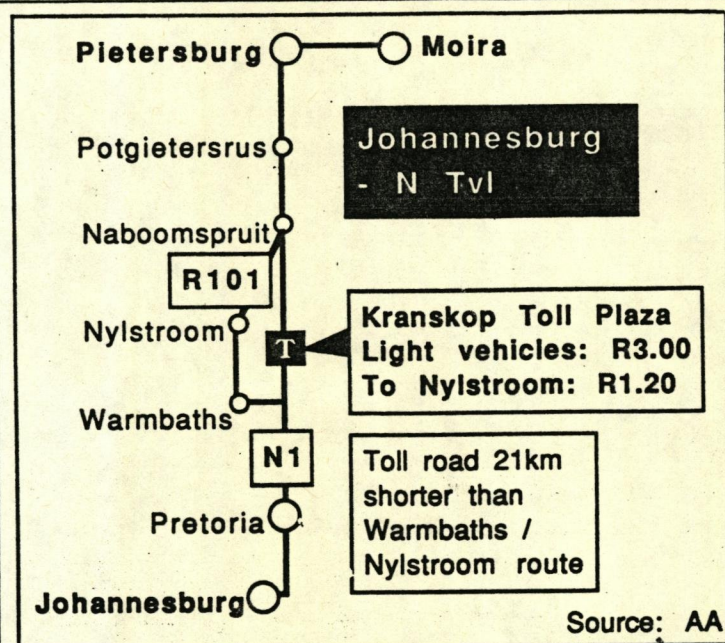 Pietersburg
Moira
Potgietersrus
Johannesburg
- N Tvl
Naboomspruit
R101
Nylstroom
T
Kranskop Toll Plaza
Light vehicles: R3.00
To Nylstroom: R1.20
Warmbaths
N1
Toll road 21km
shorter than
Warmbaths /
Nylstroom route
Pretoria
Johannesburg
Source: AA